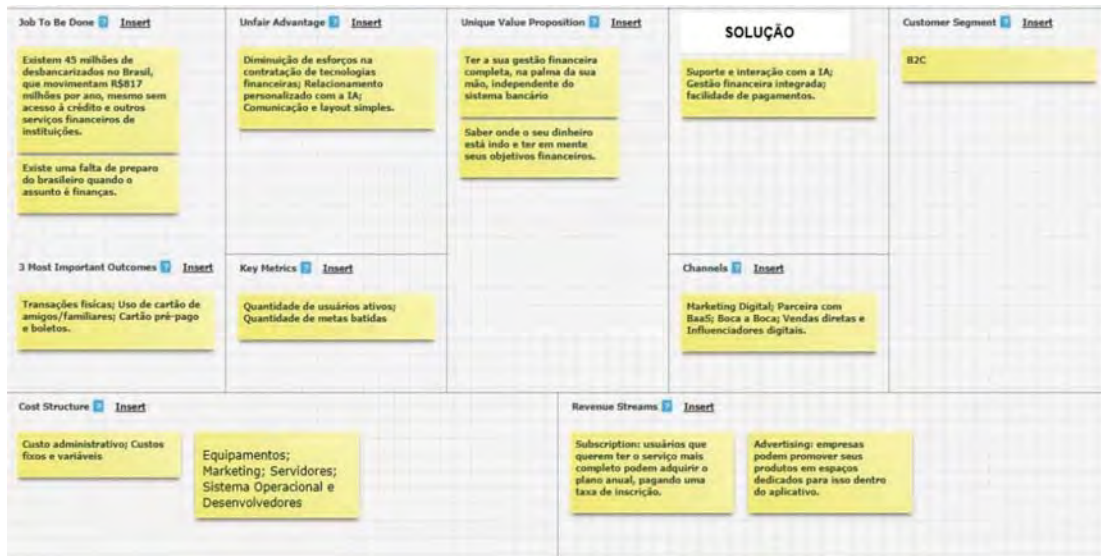 Job To Be Done ? Insert
Existem 45 milhões de
desbancarizados no Brasil,
que movimentam R$817
milhões por ano, mesmo sem
acesso à crédito e outros
serviços financeiros de
instituições.
Existe uma falta de preparo
do brasileiro quando o
assunto é finanças.
Unfair Advantage ? Insert
Diminuição de esforços na
contratação de tecnologias
financeiras; Relacionamento
personalizado com a IA;
Comunicação e layout simples.
Unique Value Proposition ? Insert
Ter a sua gestão financeira
completa, na palma da sua
mão, independente do
sistema bancário
Saber onde o seu dinheiro
está indo e ter em mente
seus objetivos financeiros.
SOLUÇÃO
Suporte e interação com a IA;
Gestão financeira integrada;
facilidade de pagamentos.
Customer Segment ? Insert
B2C
3 Most Important Outcomes ? Insert
Transações físicas; Uso de cartão de
amigos/familiares; Cartão pré-pago
e boletos.
Key Metrics ? Insert
Quantidade de usuários ativos;
Quantidade de metas batidas
Channels ? Insert
Marketing Digital; Parceira com
BaaS; Boca a Boca; Vendas diretas e
Influenciadores digitais.
Cost Structure ? Insert
Custo administrativo; Custos
fixos e variáveis
Equipamentos;
Marketing; Servidores;
Sistema Operacional e
Desenvolvedores
Revenue Streams ? Insert
Subscription: usuários que
querem ter o serviço mais
completo podem adquirir o
plano anual, pagando uma
taxa de inscrição.
Advertising: empresas
podem promover seus
produtos em espaços
dedicados para isso dentro
do aplicativo.